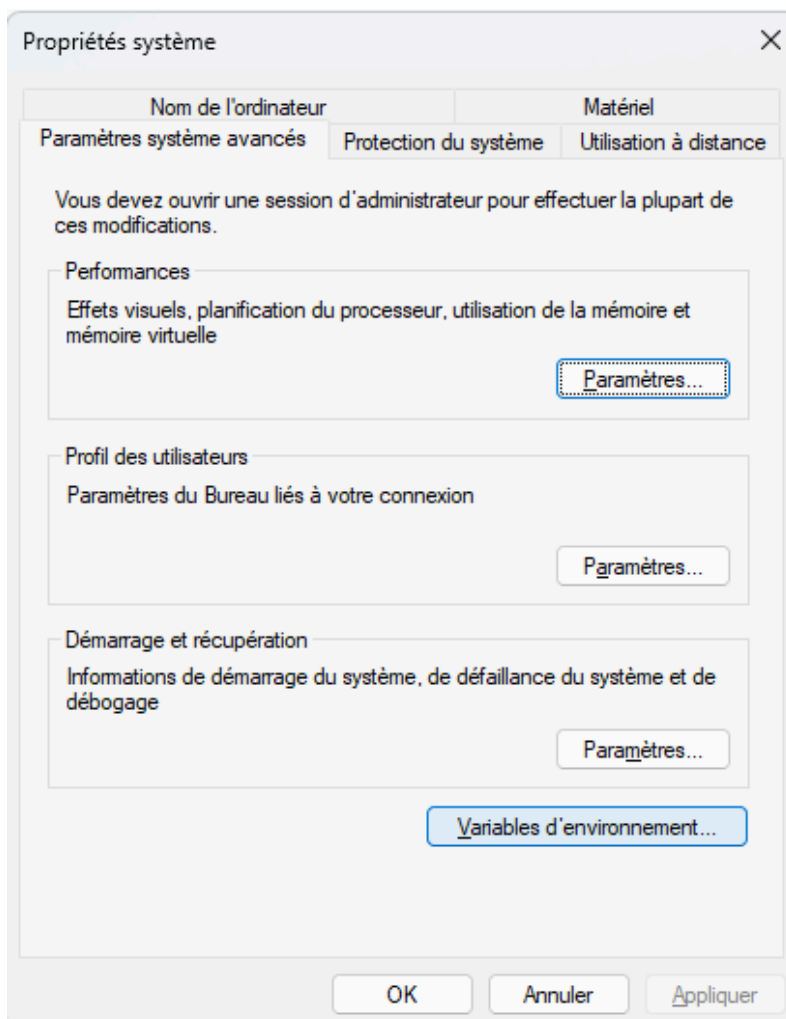 Propriétés système
Nom de l'ordinateur
Matériel
Paramètres système avancés
Protection du système
Utilisation à distance
Vous devez ouvrir une session d'administrateur pour effectuer la plupart de
ces modifications.
Performances
Effets visuels, planification du processeur, utilisation de la mémoire et
mémoire virtuelle
Paramètres...
Profil des utilisateurs
Paramètres du Bureau liés à votre connexion
Paramètres...
Démarrage et récupération
Informations de démarrage du système, de défaillance du système et de
débogage
Paramètres...
Variables d'environnement...
OK
Annuler
Appliquer